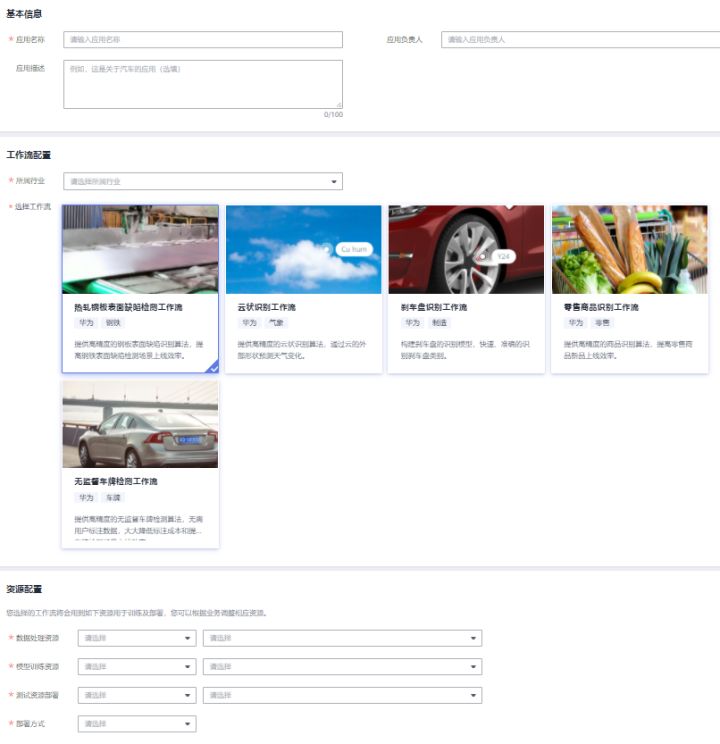 基本信息
* 应用名称 请输入应用名称 应用负责人 请输入应用负责人
应用描述 例如，这是关于汽车的应用（选填）
0/100
工作流配置
* 所属行业 请选择所属行业
* 选择工作流
Cu hum
Y24
热轧钢板表面缺陷检测工作流
华为 钢铁
提供高精度的钢板表面缺陷识别算法，提
高钢铁表面缺陷检测场景上线效率。
云状识别工作流
华为 气象
提供高精度的云状识别算法，通过云的外
部形状预测天气变化。
刹车盘识别工作流
华为 制造
构建刹车盘的识别模型，快速、准确的识
别刹车盘类别。
零售商品识别工作流
华为 零售
提供高精度的商品识别算法，提高零售商
品新品上线效率。
无监督车牌检测工作流
华为 车牌
提供高精度的无监督车牌检测算法，无需
用户标注数据，大大降低标注成本和提...
资源配置
您选择的工作流将会用到如下资源用于训练及部署，您可以根据业务调整相应资源。
* 数据处理资源 请选择 请选择
* 模型训练资源 请选择 请选择
* 测试资源部署 请选择 请选择
* 部署方式 请选择